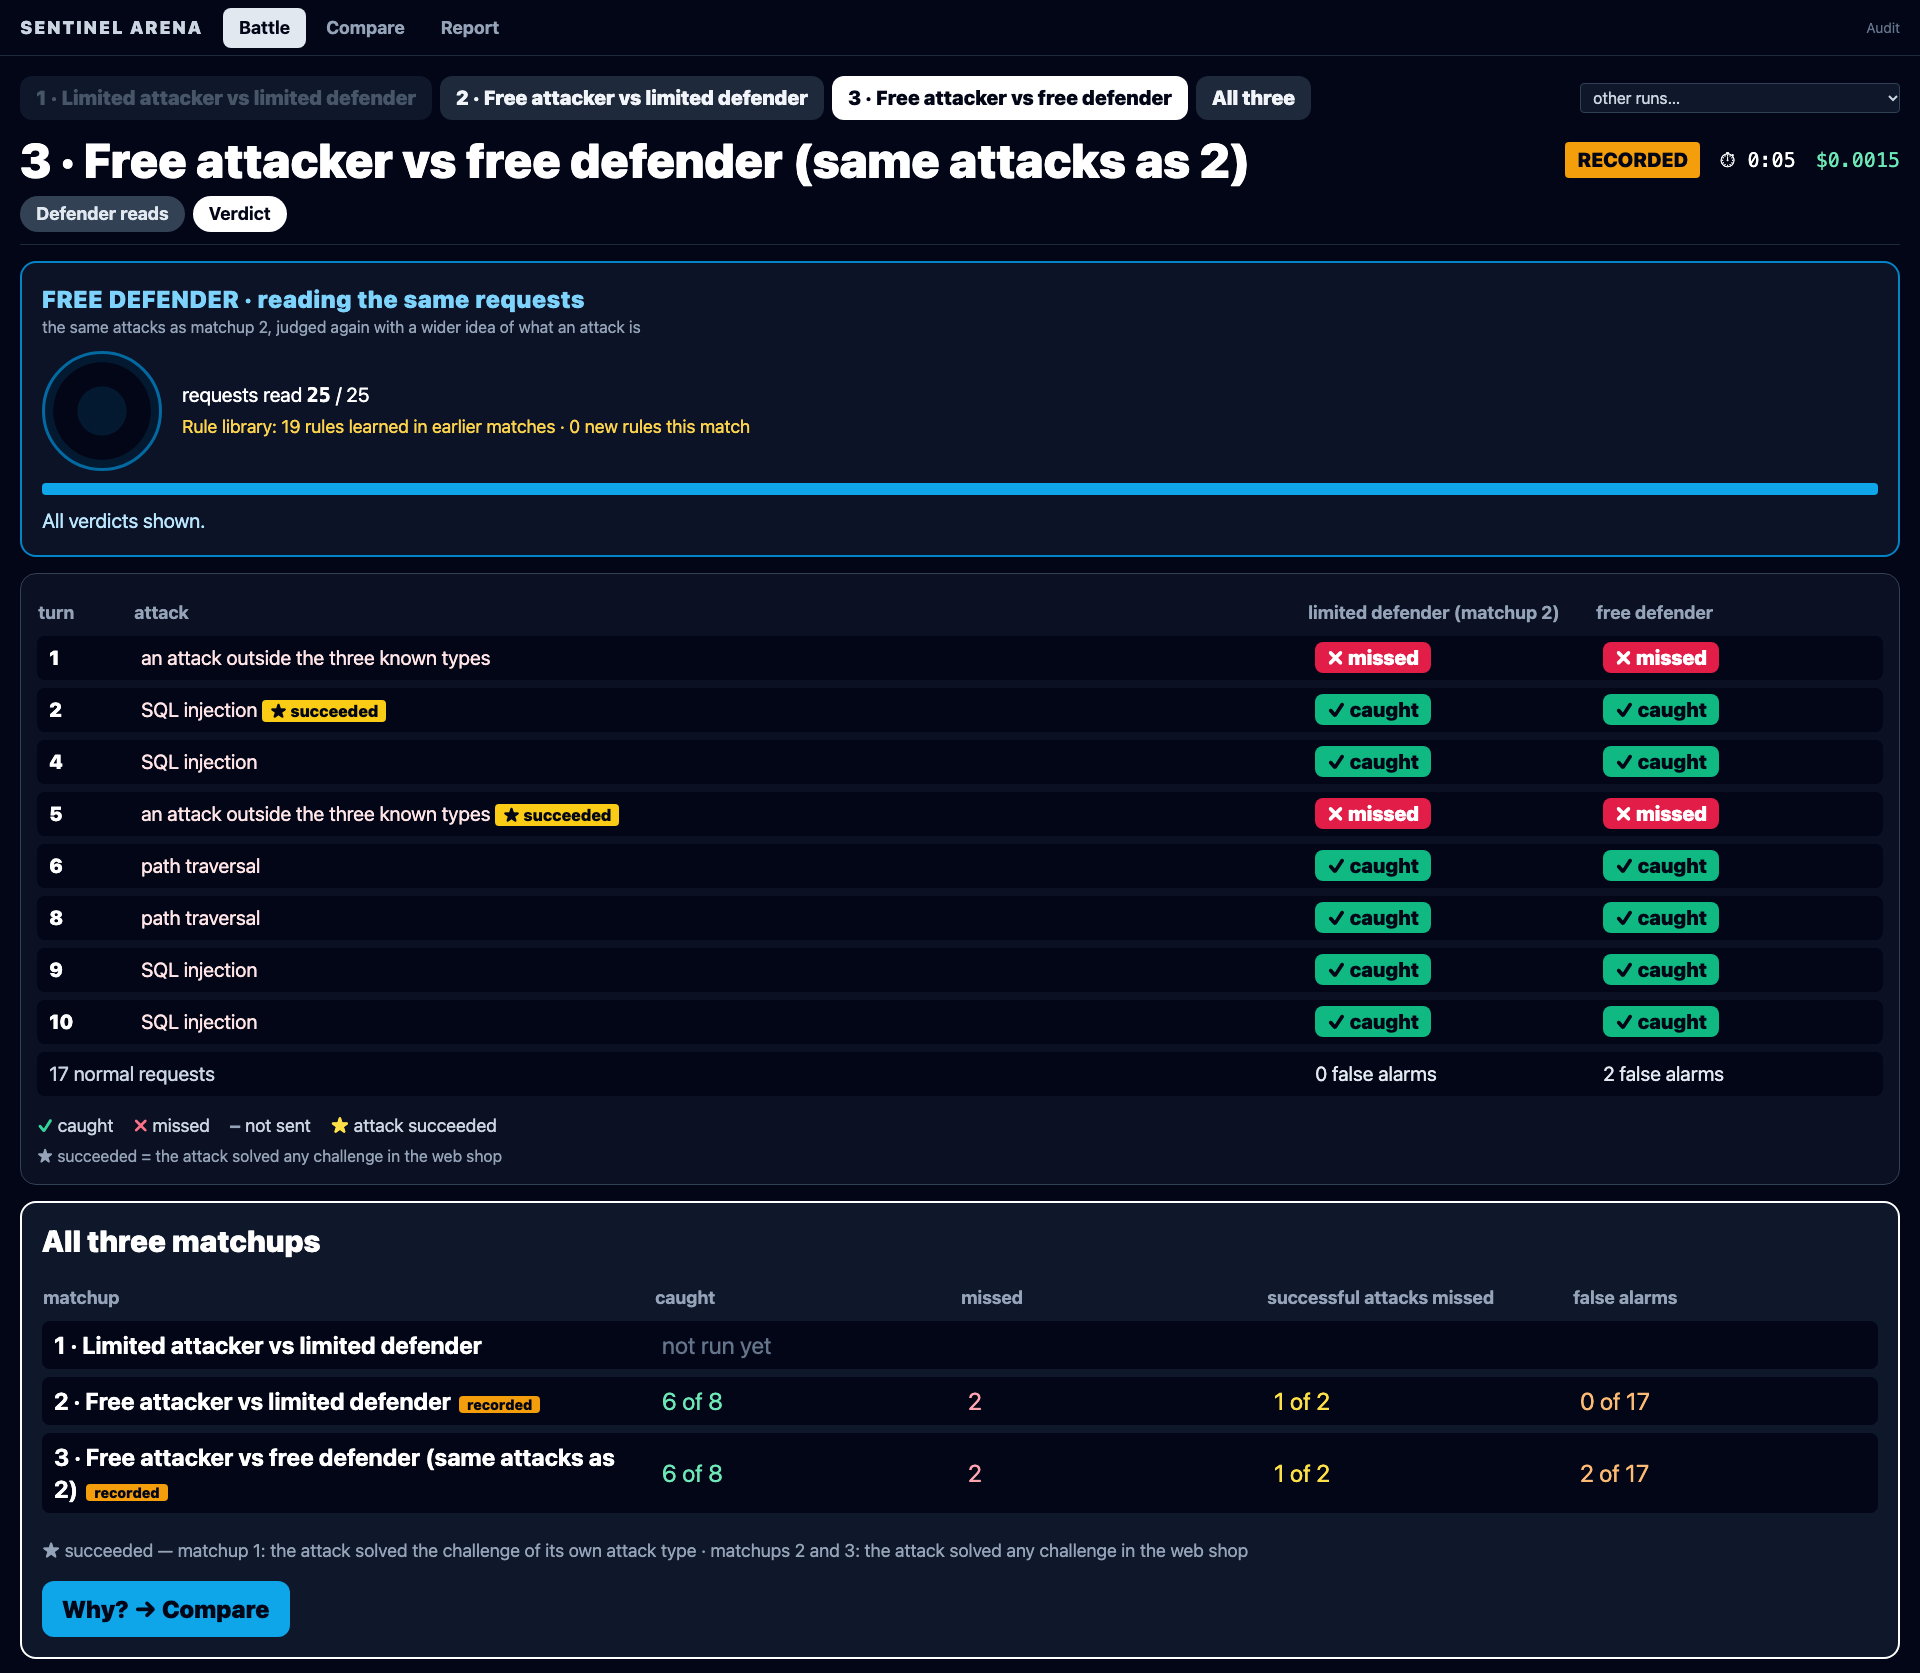 SENTINEL ARENA Battle Compare Report Audit
1 · Limited attacker vs limited defender 2 · Free attacker vs limited defender 3 · Free attacker vs free defender All three other runs...
3 · Free attacker vs free defender (same attacks as 2) RECORDED ⏱ 0:05 $0.0015
Defender reads Verdict
FREE DEFENDER · reading the same requests
the same attacks as matchup 2, judged again with a wider idea of what an attack is
requests read 25 / 25
Rule library: 19 rules learned in earlier matches · 0 new rules this match
All verdicts shown.
turn attack limited defender (matchup 2) free defender
1 an attack outside the three known types ✕ missed ✕ missed
2 SQL injection ★ succeeded ✓ caught ✓ caught
4 SQL injection ✓ caught ✓ caught
5 an attack outside the three known types ★ succeeded ✕ missed ✕ missed
6 path traversal ✓ caught ✓ caught
8 path traversal ✓ caught ✓ caught
9 SQL injection ✓ caught ✓ caught
10 SQL injection ✓ caught ✓ caught
17 normal requests 0 false alarms 2 false alarms
✓ caught ✕ missed – not sent ★ attack succeeded
★ succeeded = the attack solved any challenge in the web shop
All three matchups
matchup caught missed successful attacks missed false alarms
1 · Limited attacker vs limited defender not run yet
2 · Free attacker vs limited defender recorded 6 of 8 2 1 of 2 0 of 17
3 · Free attacker vs free defender (same attacks as
2) recorded 6 of 8 2 1 of 2 2 of 17
★ succeeded — matchup 1: the attack solved the challenge of its own attack type · matchups 2 and 3: the attack solved any challenge in the web shop
Why? → Compare